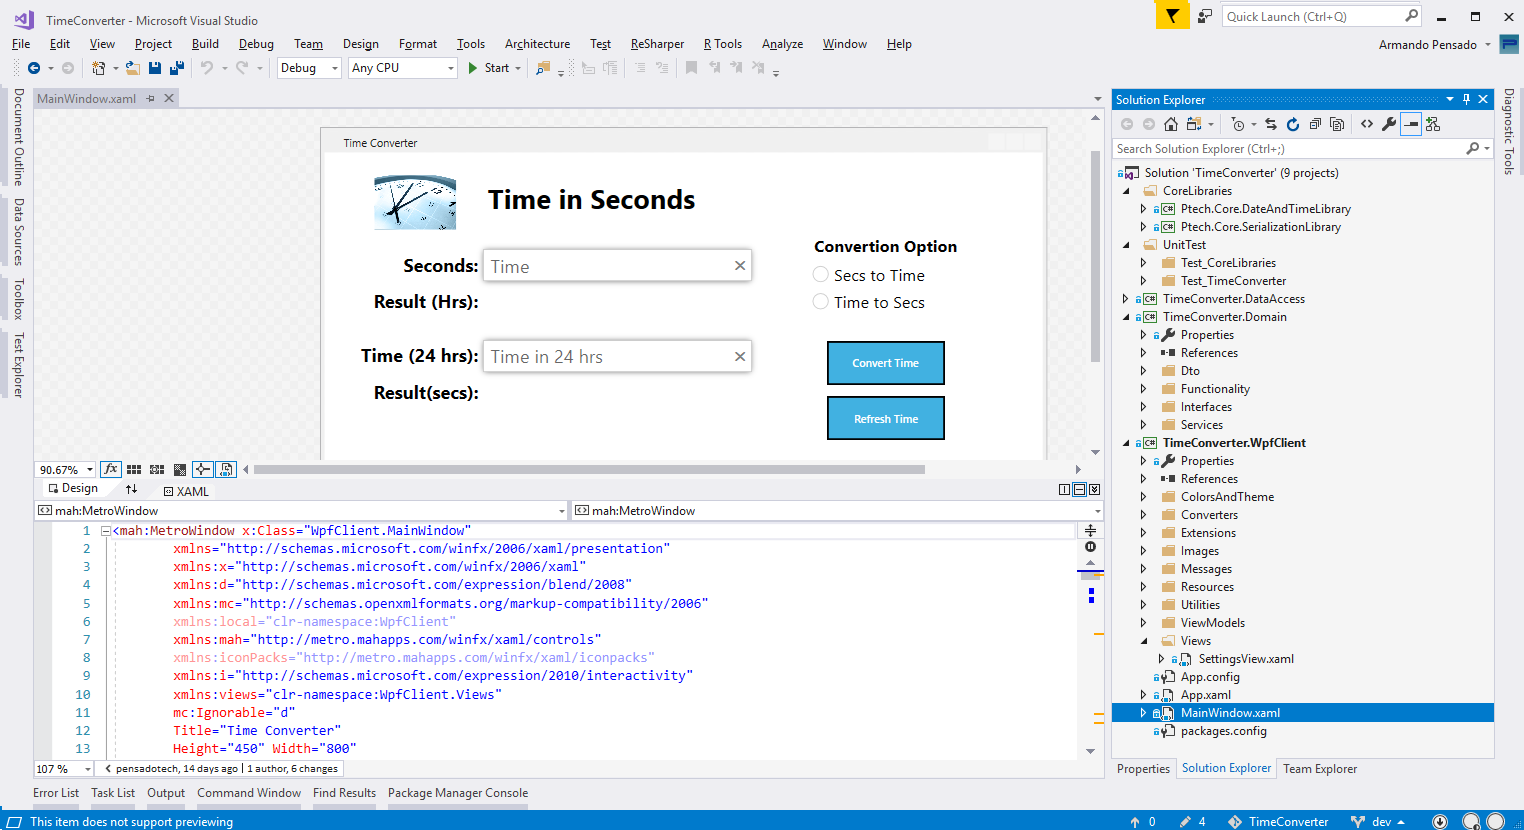 TimeConverter - Microsoft Visual Studio
Quick Launch (Ctrl+Q)
File Edit View Project Build Debug Team Design Format Tools Architecture Test ReSharper R Tools Analyze Window Help
Armando Pensado
Debug Any CPU Start
Document Outline
Data Sources
Toolbox
Test Explorer
MainWindow.xaml
Time Converter
Time in Seconds
Seconds: Time
Result (Hrs):
Time (24 hrs): Time in 24 hrs
Result(secs):
Convertion Option
Secs to Time
Time to Secs
Convert Time
Refresh Time
90.67% fx
Design XAML
mah:MetroWindow mah:MetroWindow
1 <mah:MetroWindow x:Class="WpfClient.MainWindow"
2 xmlns="http://schemas.microsoft.com/winfx/2006/xaml/presentation"
3 xmlns:x="http://schemas.microsoft.com/winfx/2006/xaml"
4 xmlns:d="http://schemas.microsoft.com/expression/blend/2008"
5 xmlns:mc="http://schemas.openxmlformats.org/markup-compatibility/2006"
6 xmlns:local="clr-namespace:WpfClient"
7 xmlns:mah="http://metro.mahapps.com/winfx/xaml/controls"
8 xmlns:iconPacks="http://metro.mahapps.com/winfx/xaml/iconpacks"
9 xmlns:i="http://schemas.microsoft.com/expression/2010/interactivity"
10 xmlns:views="clr-namespace:WpfClient.Views"
11 mc:Ignorable="d"
12 Title="Time Converter"
13 Height="450" Width="800"
107 % pensadotech, 14 days ago | 1 author, 6 changes
Solution Explorer
Search Solution Explorer (Ctrl+;)
Solution 'TimeConverter' (9 projects)
CoreLibraries
C# Ptech.Core.DateAndTimeLibrary
C# Ptech.Core.SerializationLibrary
UnitTest
Test_CoreLibraries
Test_TimeConverter
C# TimeConverter.DataAccess
C# TimeConverter.Domain
Properties
References
Dto
Functionality
Interfaces
Services
C# TimeConverter.WpfClient
Properties
References
ColorsAndTheme
Converters
Extensions
Images
Messages
Resources
Utilities
ViewModels
Views
SettingsView.xaml
App.config
App.xaml
MainWindow.xaml
packages.config
Properties Solution Explorer Team Explorer
Diagnostic Tools
Error List Task List Output Command Window Find Results Package Manager Console
This item does not support previewing 0 4 TimeConverter dev